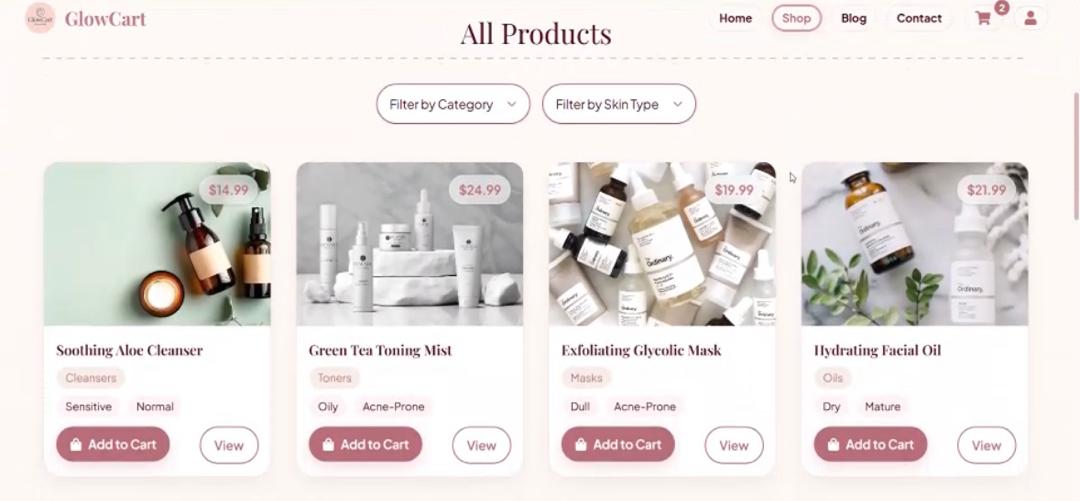 GlowCart
Home
Shop
Blog
Contact
2
All Products
Filter by Category
Filter by Skin Type
$14.99
$24.99
$19.99
$21.99
Ordinary.
Ordinary.
Ordinary.
Ordinary.
Soothing Aloe Cleanser
Green Tea Toning Mist
Exfoliating Glycolic Mask
Hydrating Facial Oil
Cleansers
Toners
Masks
Oils
Sensitive Normal
Oily Acne-Prone
Dull Acne-Prone
Dry Mature
Add to Cart View
Add to Cart View
Add to Cart View
Add to Cart View